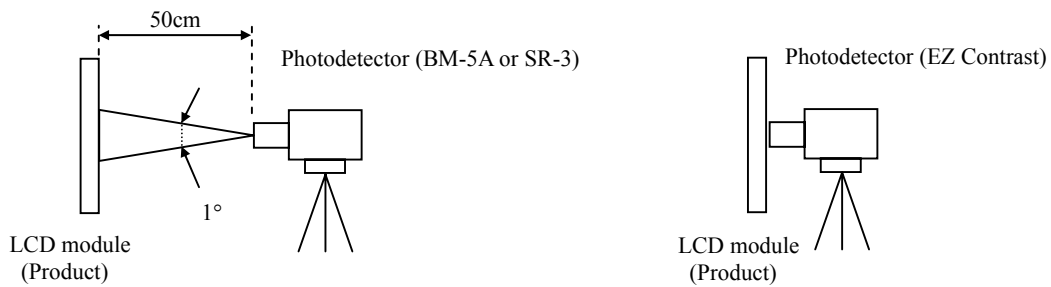 50cm
Photodetector (BM-5A or SR-3)
1°
LCD module
(Product)
Photodetector (EZ Contrast)
LCD module
(Product)